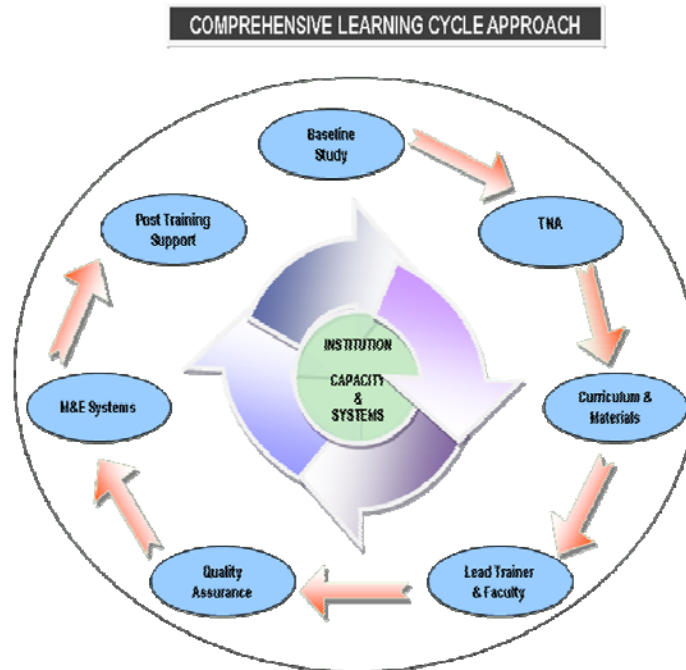 COMPREHENSIVE LEARNING CYCLE APPROACH
Baseline
Study
TNA
Curriculum &
Materials
Lead Trainer
& Faculty
Quality
Assurance
M&E Systems
Post Training
Support
INSTITUTION
CAPACITY
&
SYSTEMS